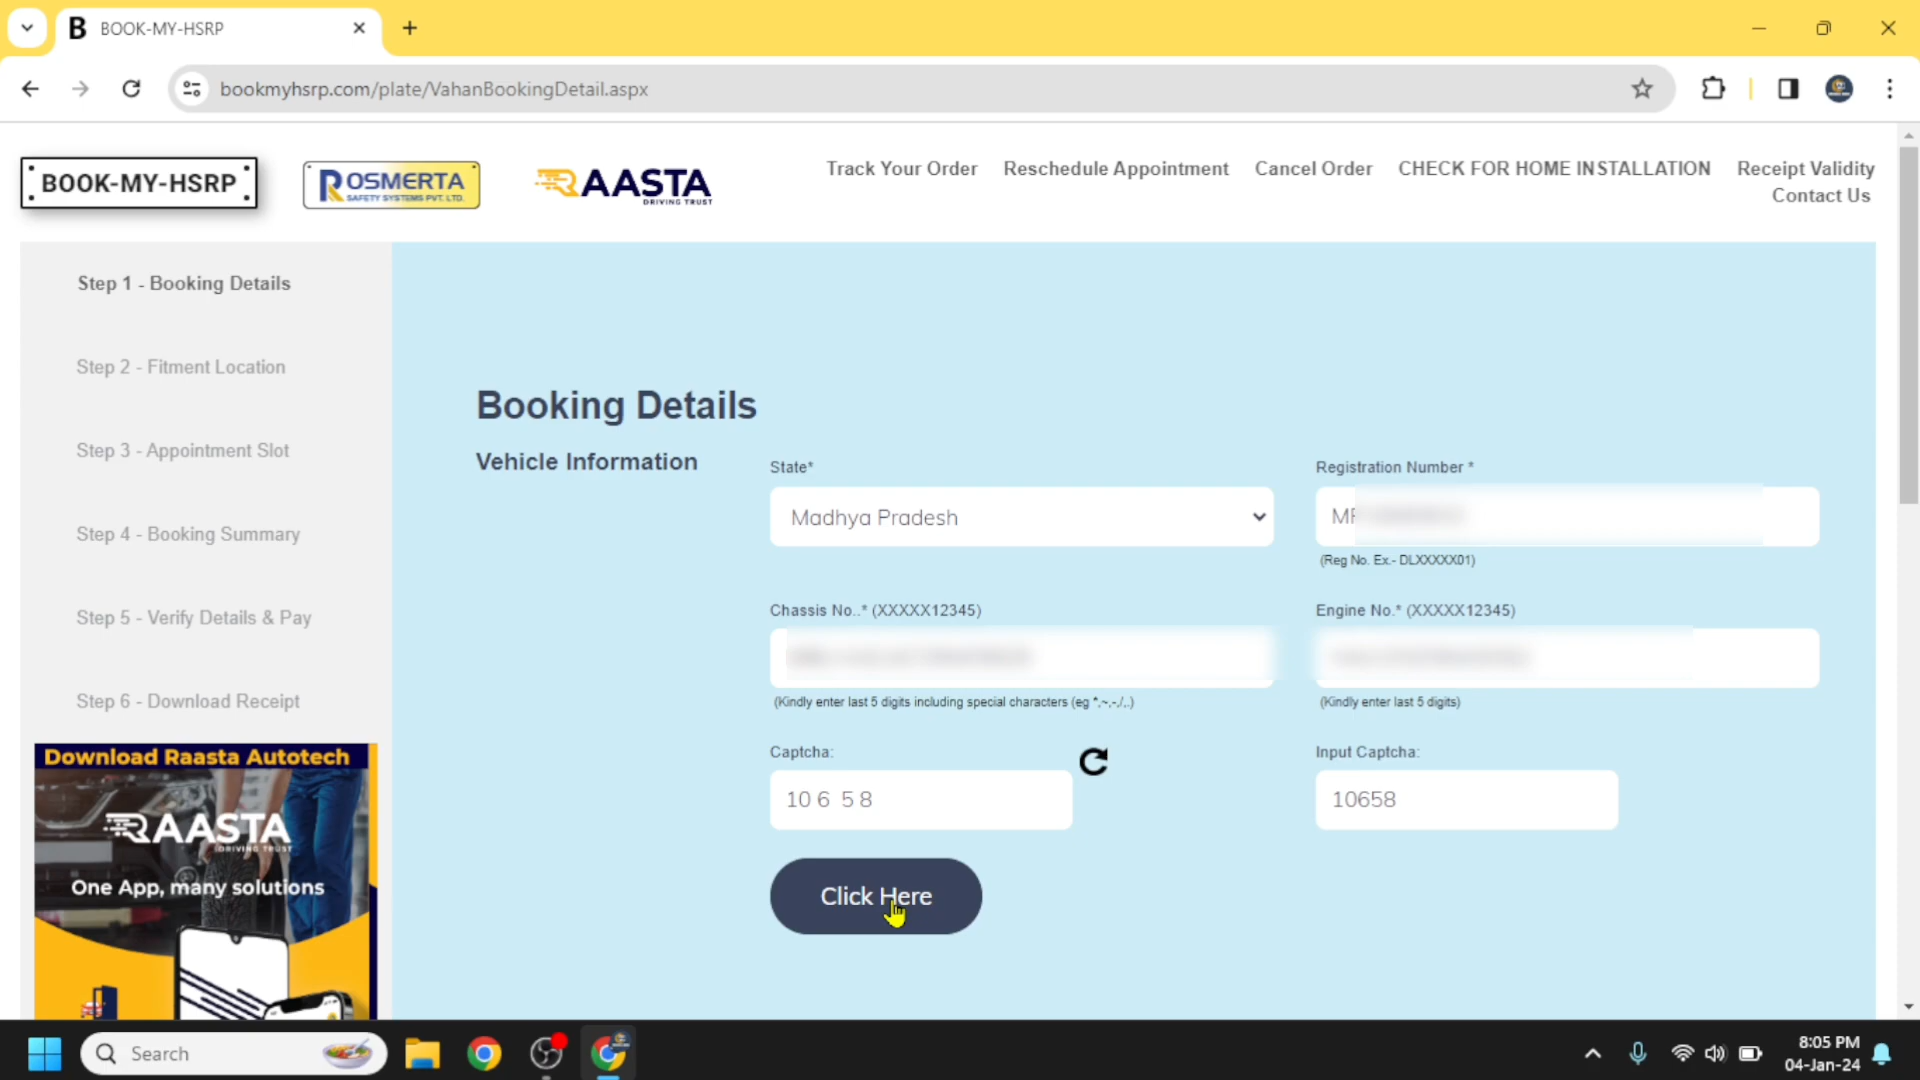 BOOK-MY-HSRP
bookmyhsrp.com/plate/VahanBookingDetail.aspx
BOOK-MY-HSRP
ROSMERTA
SAFETY SYSTEMS PVT. LTD.
RAASTA
DRIVING TRUST
Track Your Order
Reschedule Appointment
Cancel Order
CHECK FOR HOME INSTALLATION
Receipt Validity
Contact Us
Step 1 - Booking Details
Step 2 - Fitment Location
Step 3 - Appointment Slot
Step 4 - Booking Summary
Step 5 - Verify Details & Pay
Step 6 - Download Receipt
Download Raasta Autotech
RAASTA
DRIVING TRUST
One App, many solutions
Booking Details
Vehicle Information
State*
Madhya Pradesh
Registration Number *
(Reg No. Ex.- DLXXXXX01)
Chassis No..* (XXXXX12345)
(Kindly enter last 5 digits including special characters (eg *,~,-,/,.)
Engine No.* (XXXXX12345)
(Kindly enter last 5 digits)
Captcha:
10 6 5 8
Input Captcha:
10658
Click Here
Search
8:05 PM
04-Jan-24